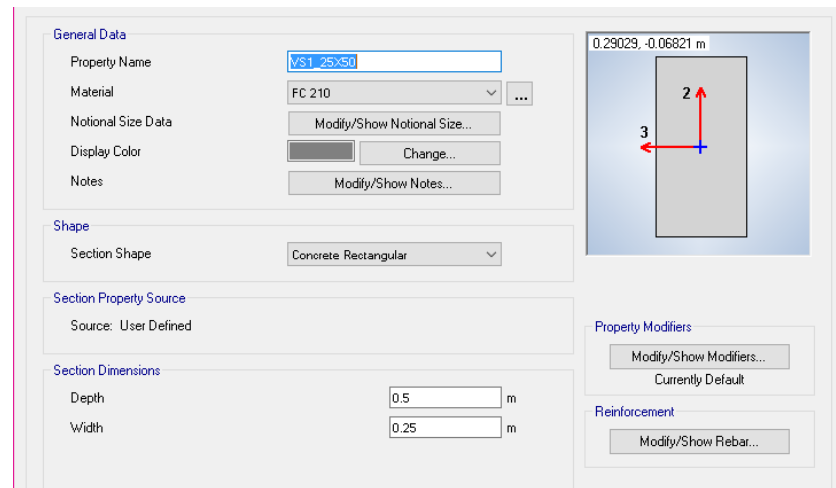 General Data
Property Name VS1_25X50
Material FC 210 ...
Notional Size Data Modify/Show Notional Size...
Display Color Change...
Notes Modify/Show Notes...
0.29029, -0.06821 m
2
3
Shape
Section Shape Concrete Rectangular
Section Property Source
Source: User Defined
Property Modifiers
Modify/Show Modifiers...
Currently Default
Section Dimensions
Depth 0.5 m
Width 0.25 m
Reinforcement
Modify/Show Rebar...